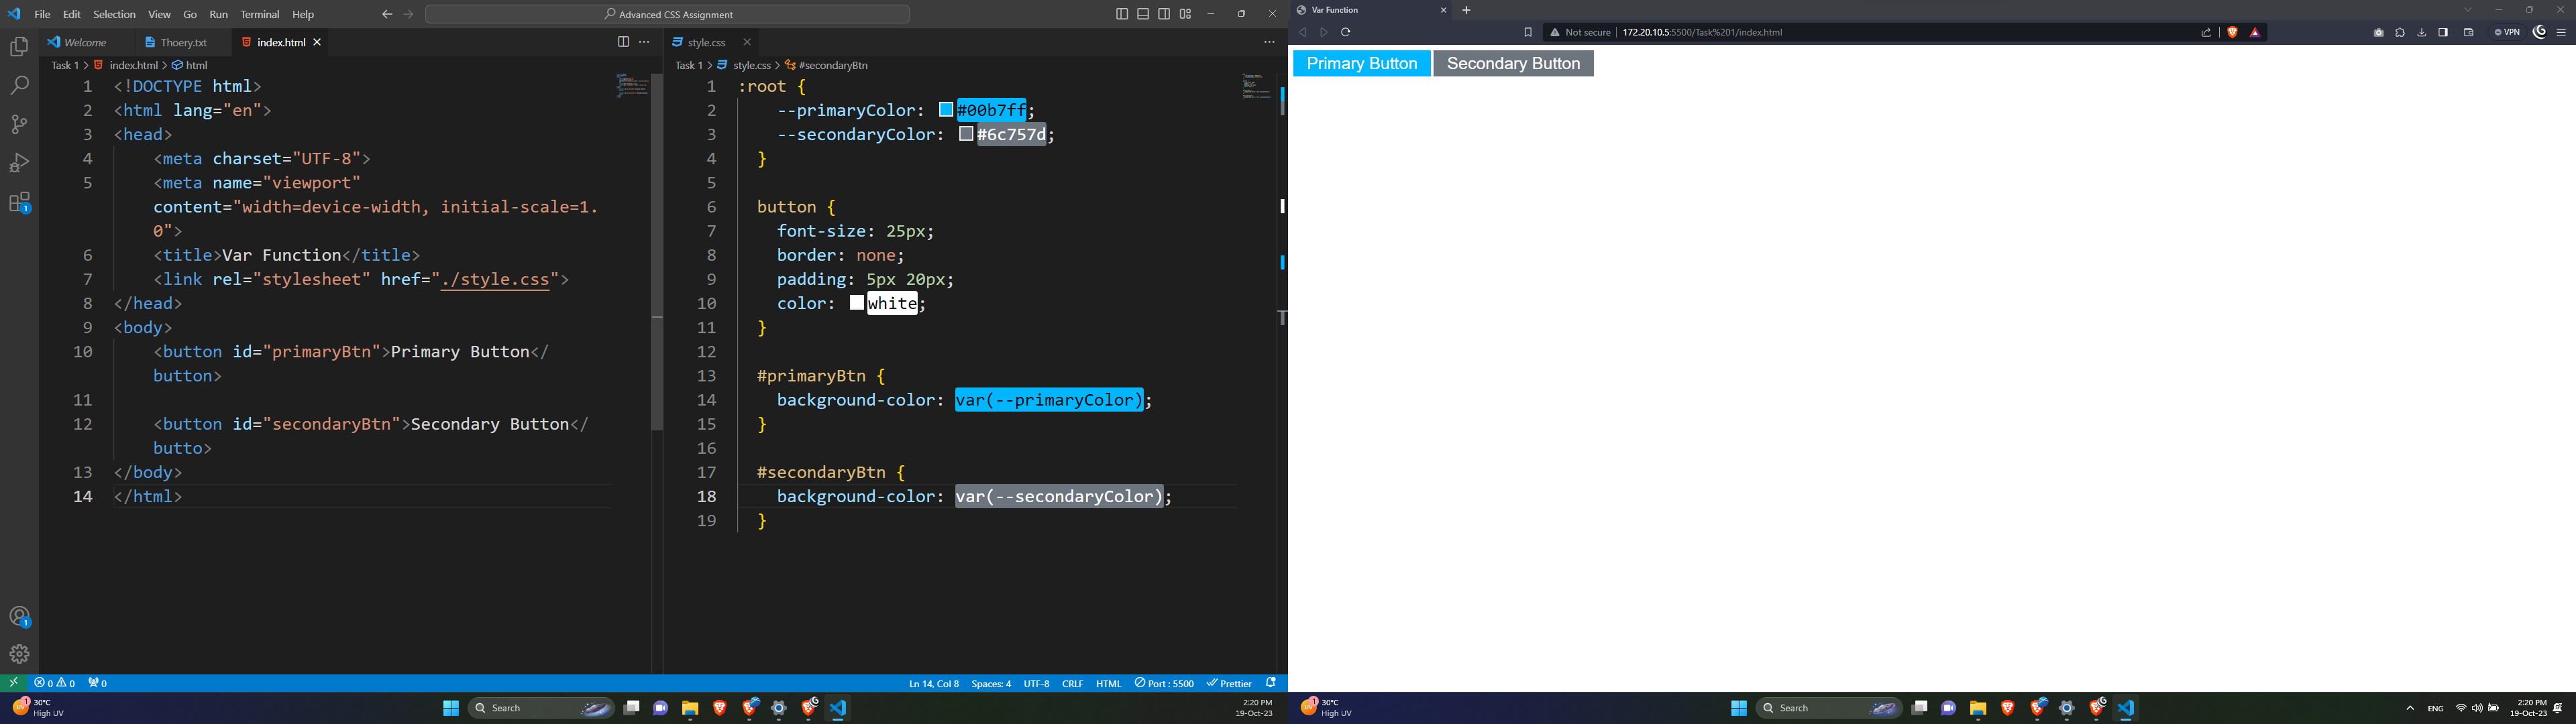 File Edit Selection View Go Run Terminal Help
Advanced CSS Assignment
Welcome Thoery.txt index.html
Task 1 > index.html > html
1 <!DOCTYPE html>
2 <html lang="en">
3 <head>
4 <meta charset="UTF-8">
5 <meta name="viewport"
content="width=device-width, initial-scale=1.
0">
6 <title>Var Function</title>
7 <link rel="stylesheet" href="./style.css">
8 </head>
9 <body>
10 <button id="primaryBtn">Primary Button</
button>
11
12 <button id="secondaryBtn">Secondary Button</
butto>
13 </body>
14 </html>
style.css
Task 1 > style.css > #secondaryBtn
1 :root {
2 --primaryColor: #00b7ff;
3 --secondaryColor: #6c757d;
4 }
5
6 button {
7 font-size: 25px;
8 border: none;
9 padding: 5px 20px;
10 color: white;
11 }
12
13 #primaryBtn {
14 background-color: var(--primaryColor);
15 }
16
17 #secondaryBtn {
18 background-color: var(--secondaryColor);
19 }
1
1
0 0 0
Ln 14, Col 8 Spaces: 4 UTF-8 CRLF HTML Port : 5500 Prettier
30°C
High UV
Search
2:20 PM
19-Oct-23
Var Function
Not secure 172.20.10.5:5500/Task%201/index.html
VPN
Primary Button Secondary Button
30°C
High UV
Search
ENG
2:20 PM
19-Oct-23